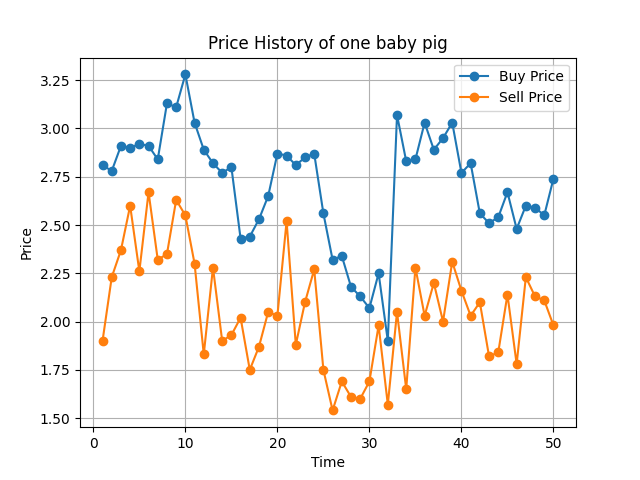 Price History of one baby pig
Buy Price
Sell Price
Price
3.25
3.00
2.75
2.50
2.25
2.00
1.75
1.50
0 10 20 30 40 50
Time